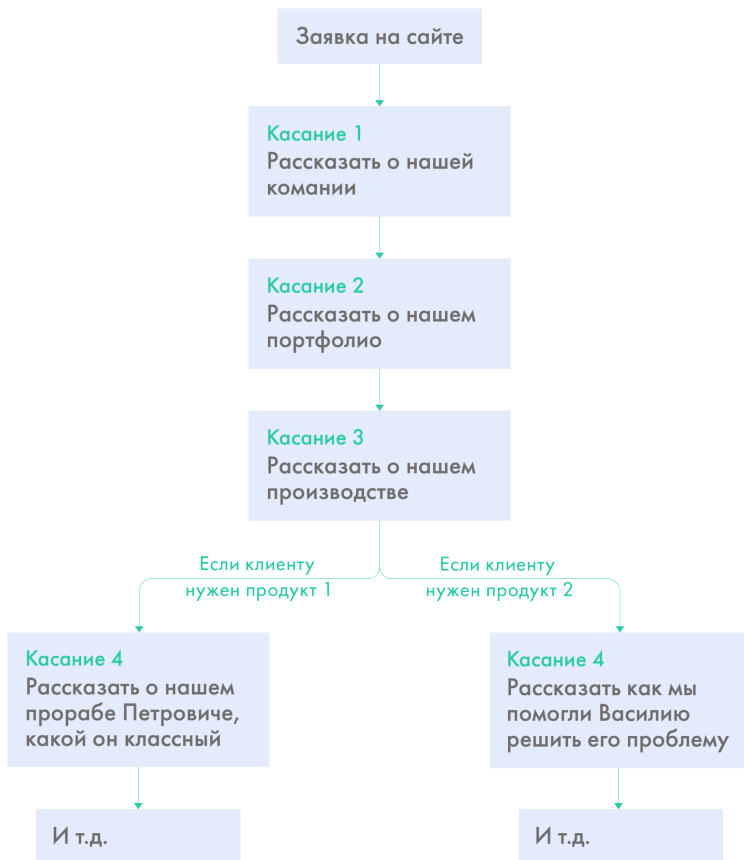 Заявка на сайте
Касание 1
Рассказать о нашей
комании
Касание 2
Рассказать о нашем
портфолио
Касание 3
Рассказать о нашем
производстве
Если клиенту
нужен продукт 1
Если клиенту
нужен продукт 2
Касание 4
Рассказать о нашем
прорабе Петровиче,
какой он классный
Касание 4
Рассказать как мы
помогли Василию
решить его проблему
И т.д.
И т.д.